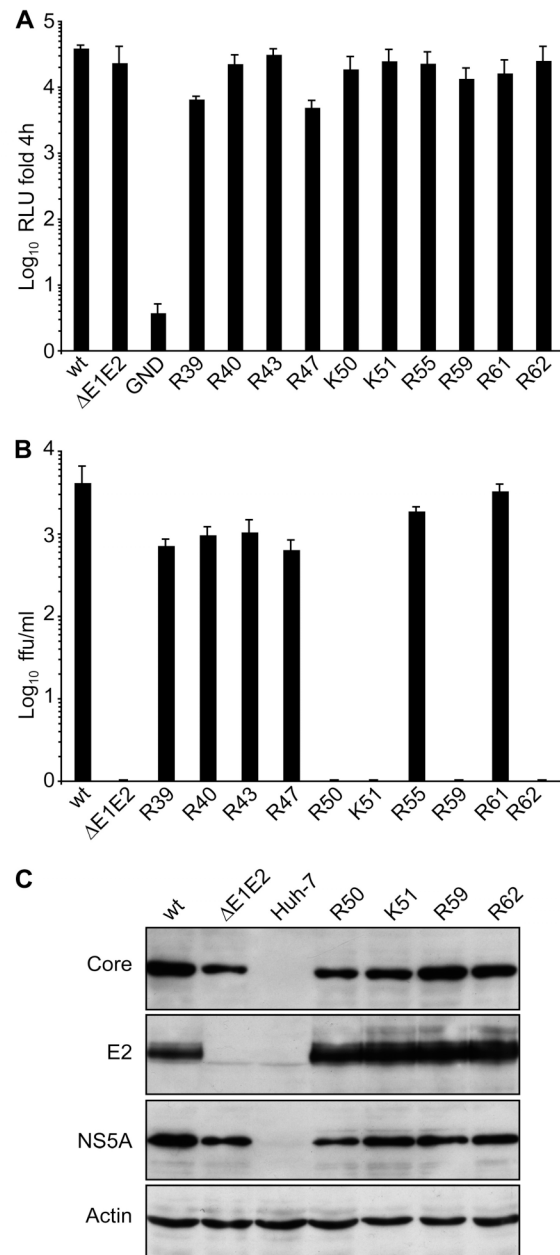 A
Log10 RLU fold 4h
5
4
3
2
1
0
wt
ΔE1E2
GND
R39
R40
R43
R47
K50
K51
R55
R59
R61
R62
B
Log10 ffu/ml
4
3
2
1
0
wt
ΔE1E2
R39
R40
R43
R47
R50
K51
R55
R59
R61
R62
C
wt
ΔE1E2
Huh-7
R50
K51
R59
R62
Core
E2
NS5A
Actin